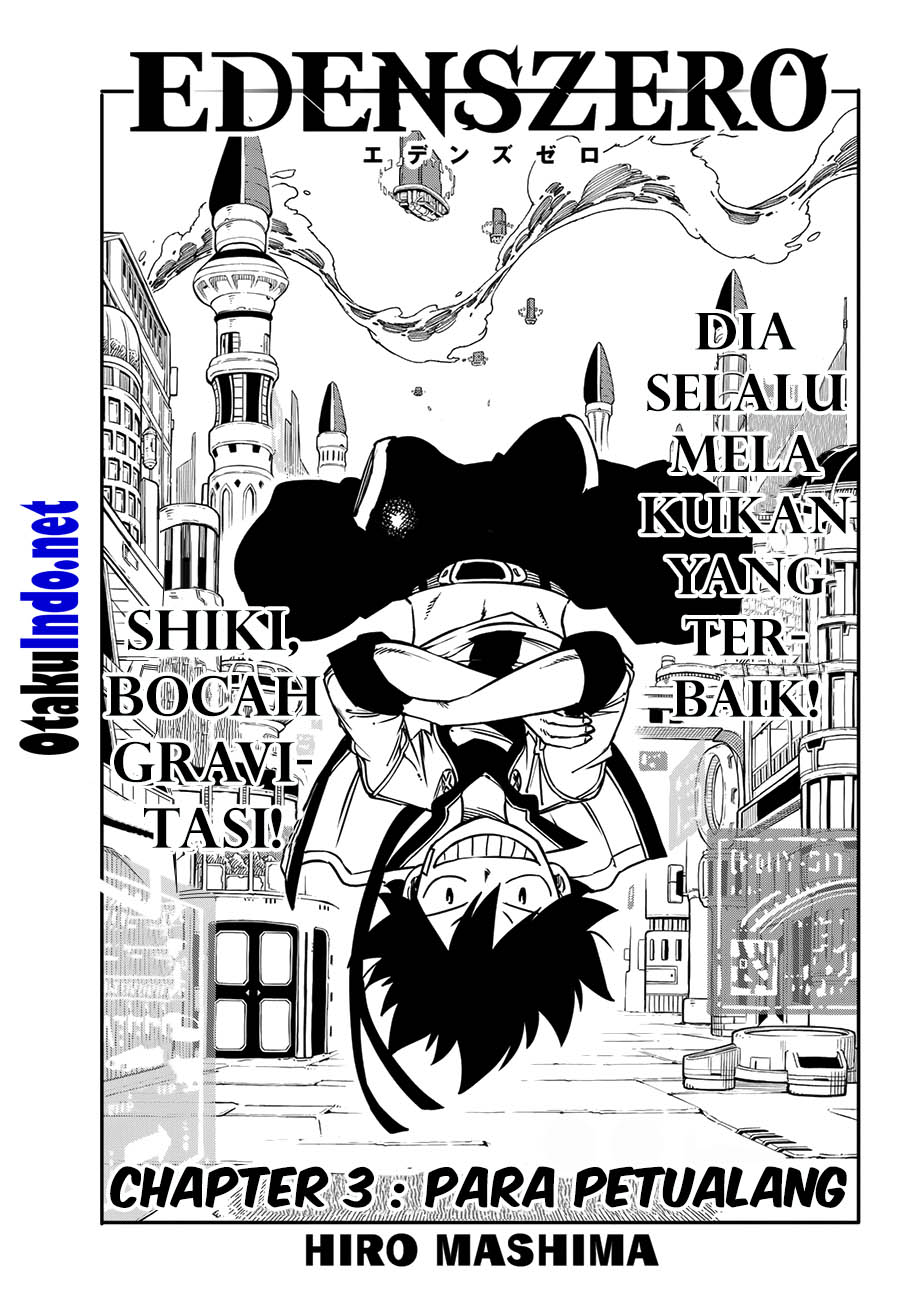 EDENSZERO
エデンズゼロ
DIA
SELALU
MELA
KUKAN
YANG
TER-
BAIK!
SHIKI,
BOCAH
GRAVI-
TASI!
OtakuIndo.net
CHAPTER 3 : PARA PETUALANG
HIRO MASHIMA